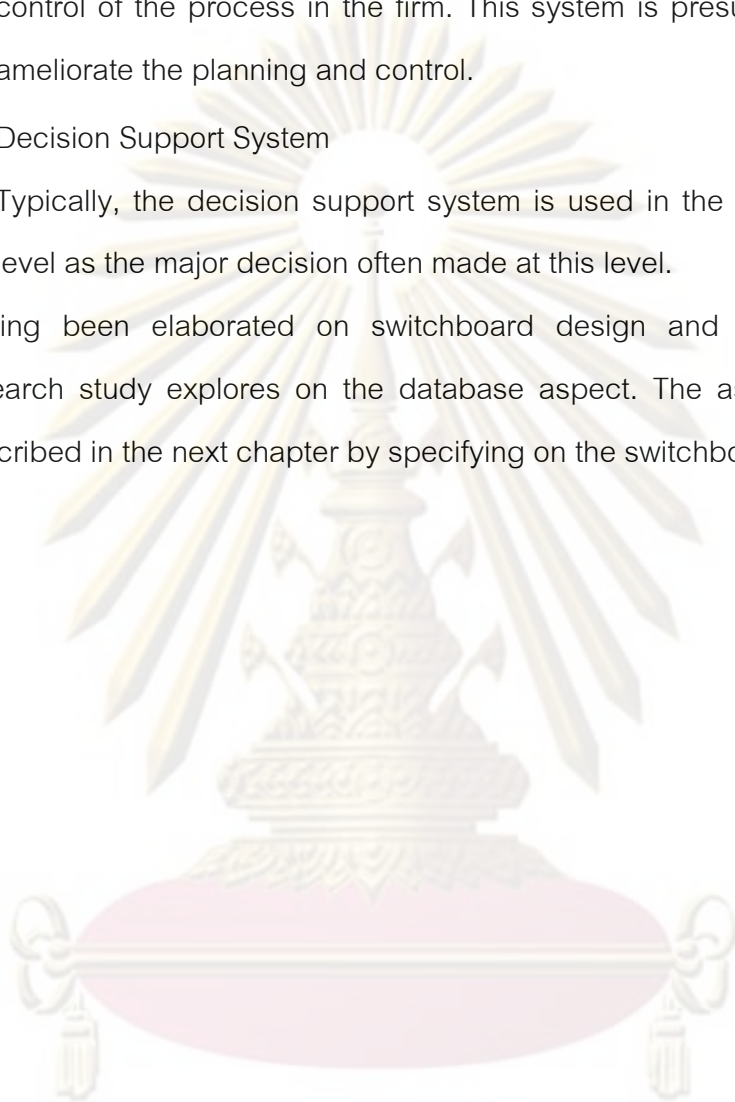 control of the process in the firm. This system is presu
ameliorate the planning and control.
Decision Support System
Typically, the decision support system is used in the
evel as the major decision often made at this level.
ing been elaborated on switchboard design and
earch study explores on the database aspect. The as
cribed in the next chapter by specifying on the switchbo